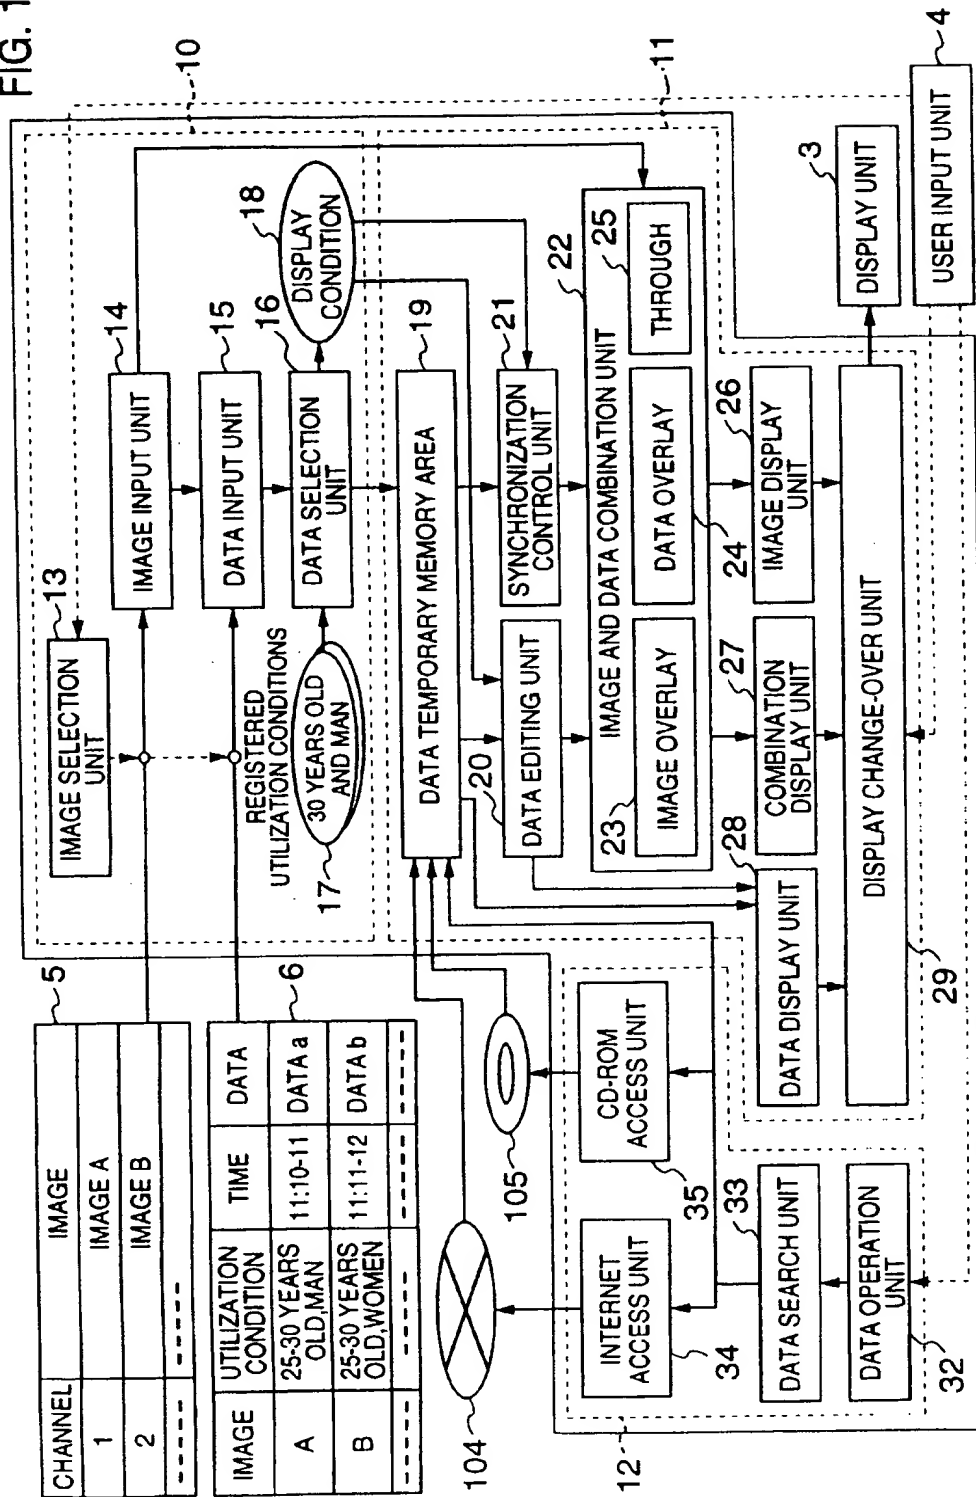 FIG. 1
CHANNEL
IMAGE
1
IMAGE A
2
IMAGE B
5
IMAGE
UTILIZATION
CONDITION
TIME
DATA
A
25-30 YEARS
OLD,MAN
11:10-11
DATA a
B
25-30 YEARS
OLD,WOMEN
11:11-12
DATA b
6
10
IMAGE SELECTION
UNIT
13
IMAGE INPUT UNIT
14
DATA INPUT UNIT
15
REGISTERED
UTILIZATION CONDITIONS
30 YEARS OLD
AND MAN
17
DATA SELECTION
UNIT
16
DISPLAY
CONDITION
18
11
DATA TEMPORARY MEMORY AREA
19
20
DATA EDITING UNIT
SYNCHRONIZATION
CONTROL UNIT
21
IMAGE AND DATA COMBINATION UNIT
22
23
IMAGE OVERLAY
DATA OVERLAY
24
THROUGH
25
DATA DISPLAY UNIT
28
COMBINATION
DISPLAY UNIT
27
IMAGE DISPLAY
UNIT
26
DISPLAY CHANGE-OVER UNIT
29
DISPLAY UNIT
3
USER INPUT UNIT
4
104
105
12
INTERNET
ACCESS UNIT
34
CD-ROM
ACCESS UNIT
35
DATA SEARCH UNIT
33
DATA OPERATION
UNIT
32